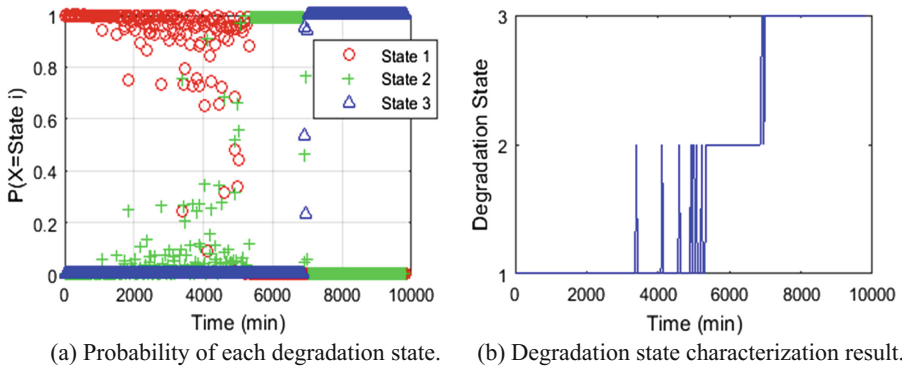 1
0.8
0.6
0.4
0.2
0
P(X=State i)
State 1
State 2
State 3
0 2000 4000 6000 8000 10000
Time (min)
(a) Probability of each degradation state.
3
2
1
Degradation State
0 2000 4000 6000 8000 10000
Time (min)
(b) Degradation state characterization result.